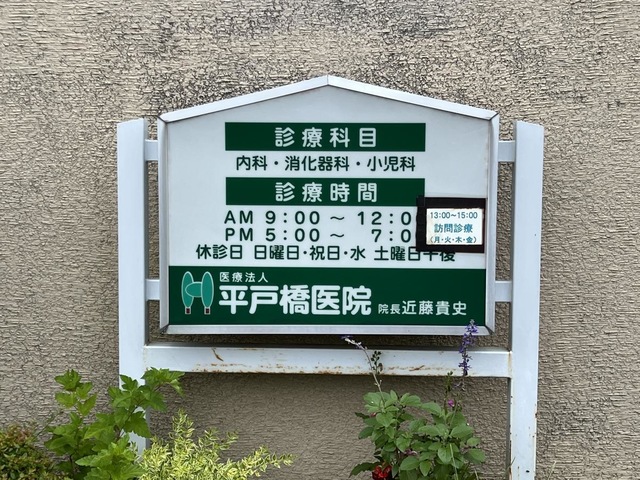 診療科目
内科・消化器科・小児科
診療時間
AM 9:00～12:00
PM 5:00～ 7:0
13:00～15:00
訪問診療
(月・火・木・金)
休診日 日曜日・祝日・水 土曜日午後
医療法人
平戸橋医院 院長 近藤貴史